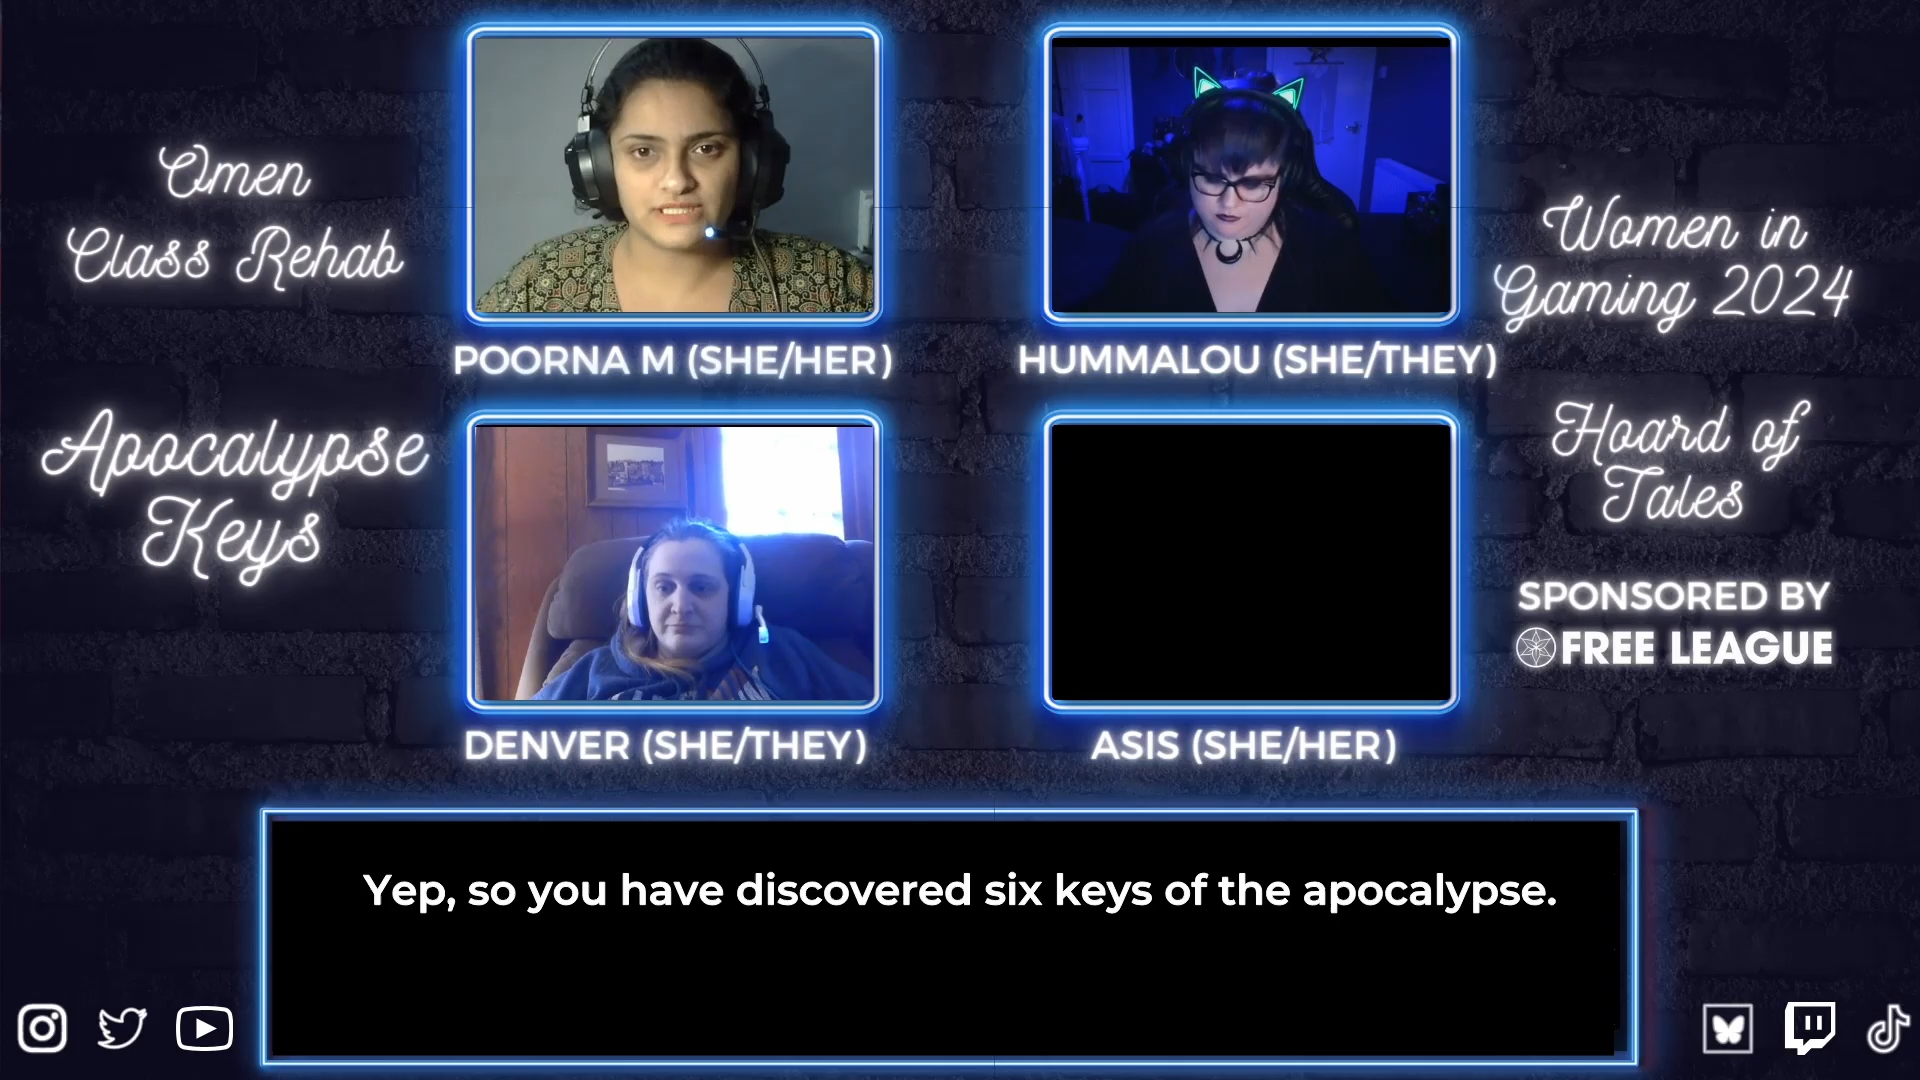 Omen
Class Rehab
Apocalypse
Keys
POORNA M (SHE/HER)
HUMMALOU (SHE/THEY)
DENVER (SHE/THEY)
ASIS (SHE/HER)
Women in
Gaming 2024
Hoard of
Tales
SPONSORED BY
FREE LEAGUE
Yep, so you have discovered six keys of the apocalypse.